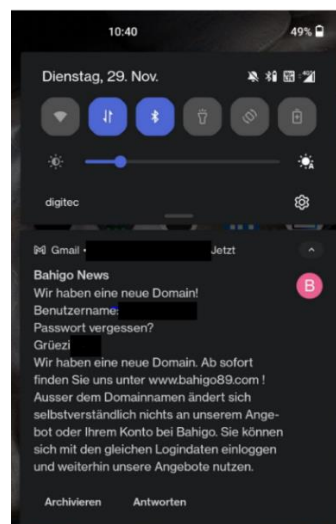 10:40
49%
Dienstag, 29. Nov.
digitec
Gmail • Jetzt
Bahigo News
B
Wir haben eine neue Domain!
Benutzername:
Passwort vergessen?
Grüezi
Wir haben eine neue Domain. Ab sofort
finden Sie uns unter www.bahigo89.com !
Ausser dem Domainnamen ändert sich
selbstverständlich nichts an unserem Ange-
bot oder Ihrem Konto bei Bahigo. Sie können
sich mit den gleichen Logindaten einloggen
und weiterhin unsere Angebote nutzen.
Archivieren Antworten